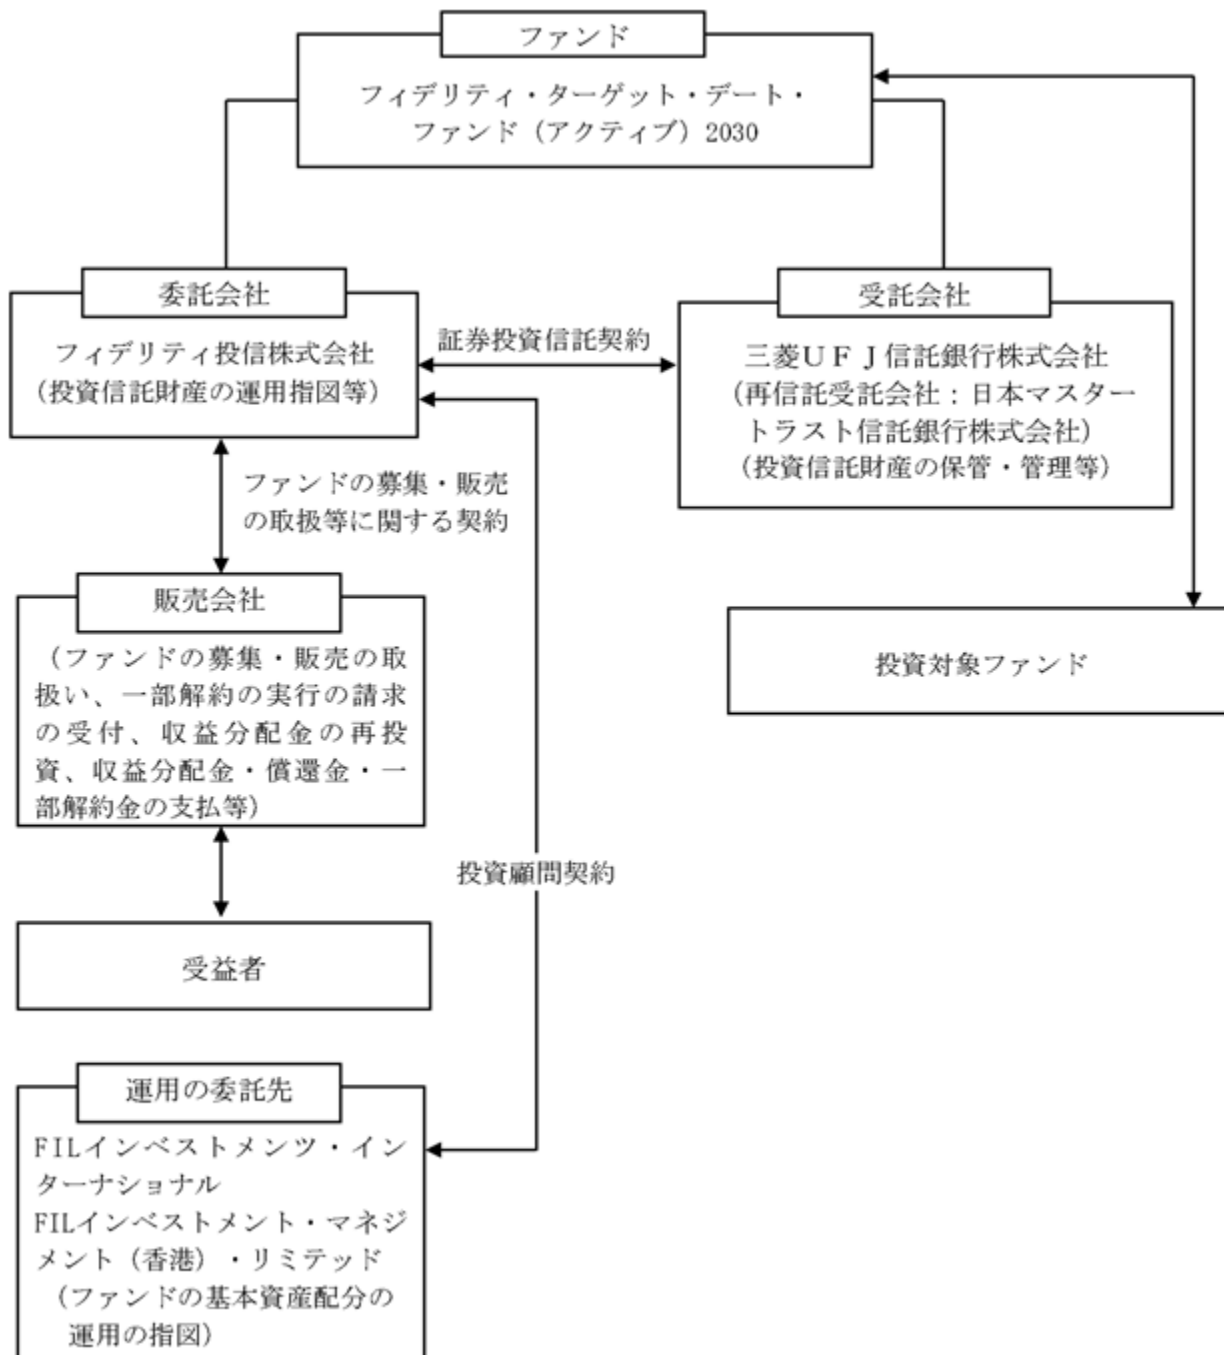 ファンド
フィデリティ・ターゲット・デート・
ファンド（アクティブ）2030
委託会社
フィデリティ投信株式会社
（投資信託財産の運用指図等）
証券投資信託契約
受託会社
三菱ＵＦＪ信託銀行株式会社
（再信託受託会社：日本マスター
トラスト信託銀行株式会社）
（投資信託財産の保管・管理等）
ファンドの募集・販売
の取扱等に関する契約
販売会社
（ファンドの募集・販売の取
扱い、一部解約の実行の請求
の受付、収益分配金の再投
資、収益分配金・償還金・一
部解約金の支払等）
投資対象ファンド
投資顧問契約
受益者
運用の委託先
FILインベストメンツ・イン
ターナショナル
FILインベストメント・マネジ
メント（香港）・リミテッド
（ファンドの基本資産配分の
運用の指図）